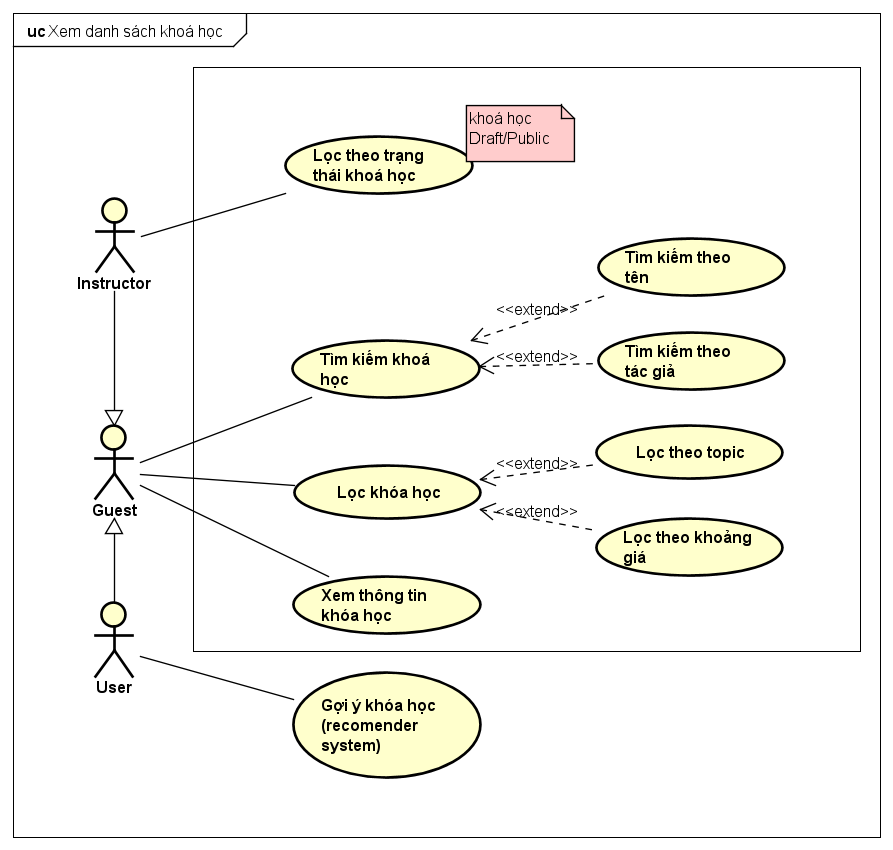 uc Xem danh sách khoá học
khoá học
Draft/Public
Lọc theo trạng
thái khoá học
Instructor
Tìm kiếm theo
tên
<<extend>>
Tìm kiếm khoá
học
<<extend>>
Tìm kiếm theo
tác giả
Guest
<<extend>>
Lọc theo topic
Lọc khóa học
<<extend>>
Lọc theo khoảng
giá
Xem thông tin
khóa học
User
Gợi ý khóa học
(recomender
system)